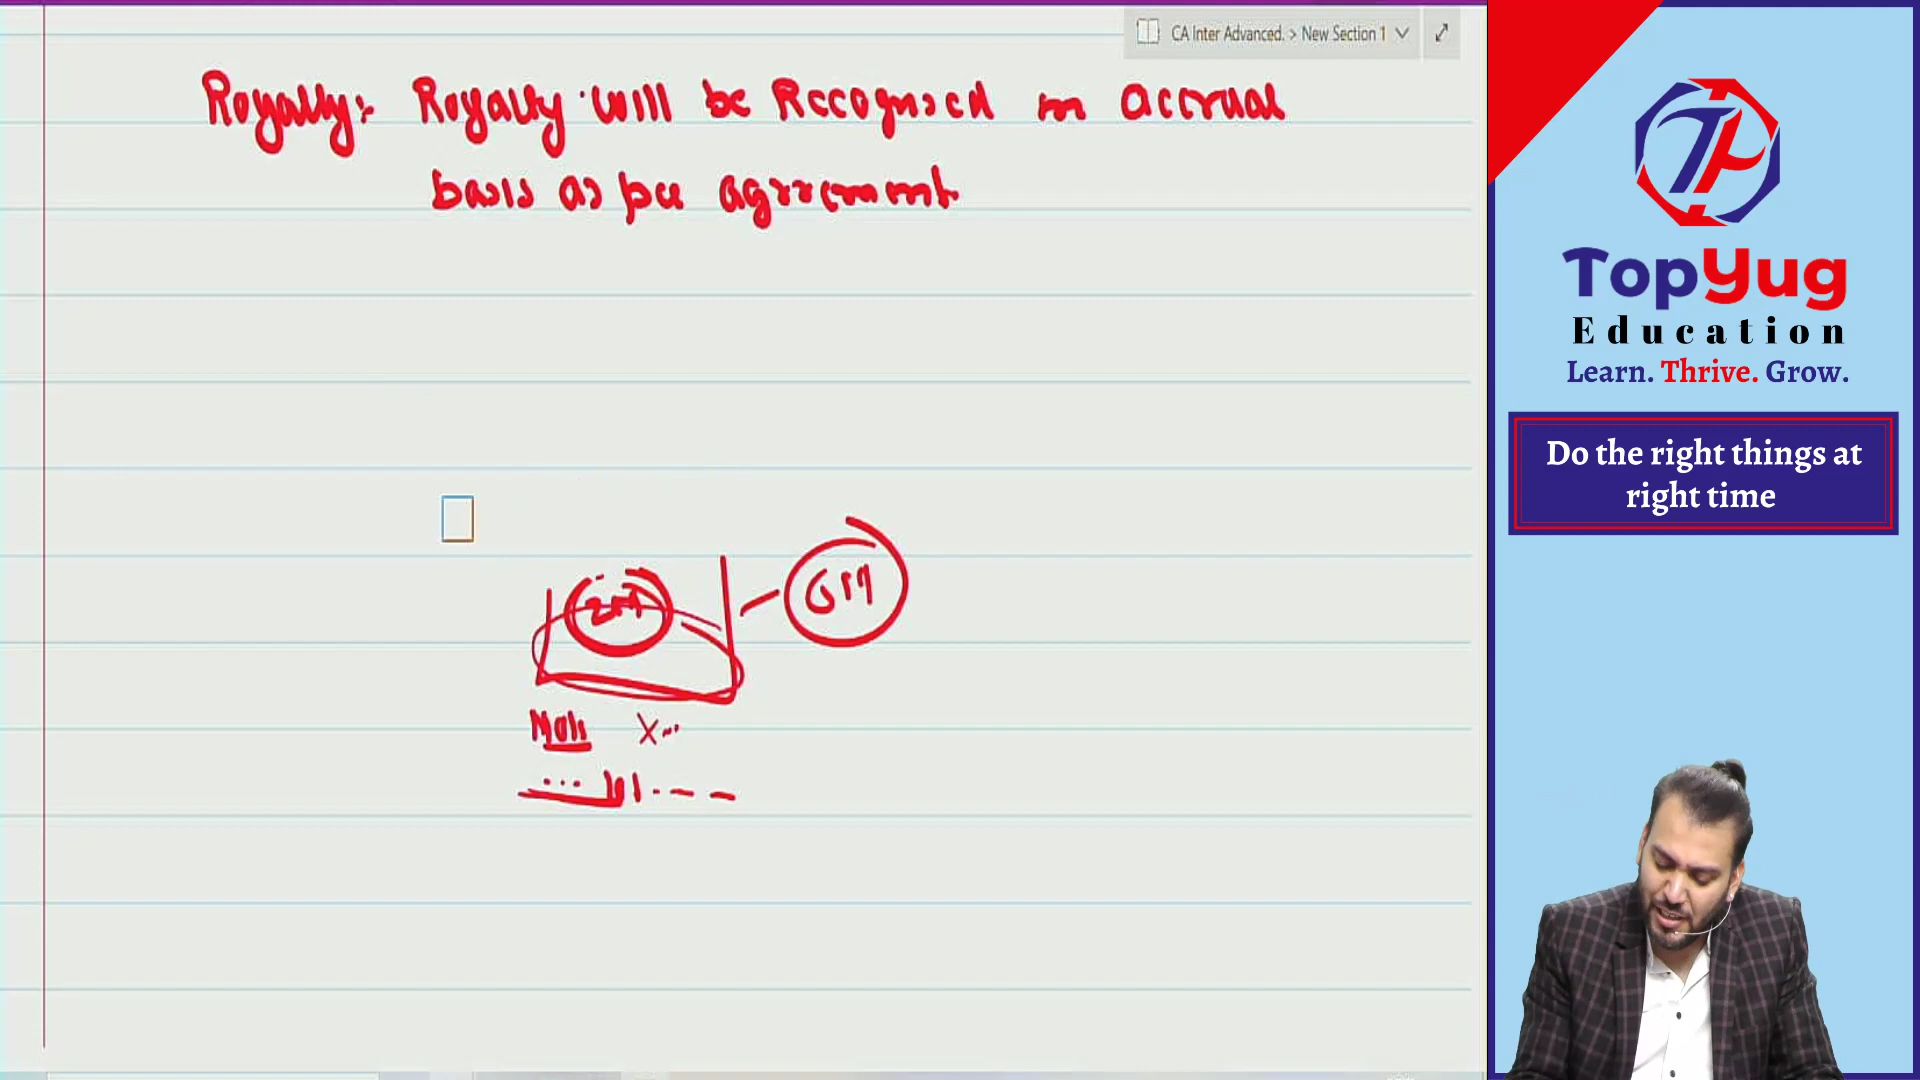 CA Inter Advanced. > New Section 1
Royalty:- Royalty will be Recognised on accrual
basis as per agreement
TopYug
Education
Learn. Thrive. Grow.
Do the right things at
right time